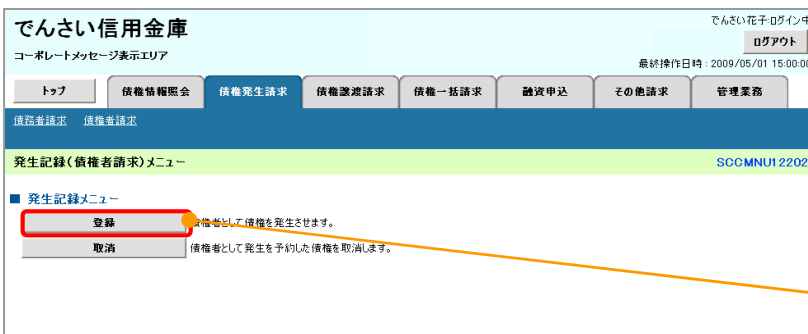 でんさい信用金庫
でんさい花子:ログイン中
コーポレートメッセージ表示エリア
ログアウト
最終操作日時:2009/05/01 15:00:00
トップ 債権情報照会 債権発生請求 債権譲渡請求 債権一括請求 融資申込 その他請求 管理業務
債務者請求 債権者請求
発生記録(債権者請求)メニュー SCCMNU12202
■ 発生記録メニュー
登録 債権者として債権を発生させます。
取消 債権者として発生を予約した債権を取消します。